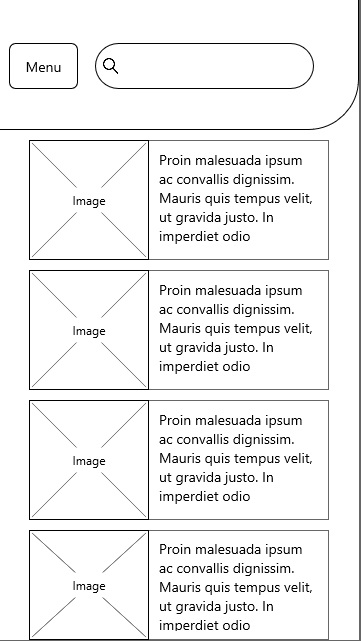 Menu
Image
Proin malesuada ipsum
ac convallis dignissim.
Mauris quis tempus velit,
ut gravida justo. In
imperdiet odio
Image
Proin malesuada ipsum
ac convallis dignissim.
Mauris quis tempus velit,
ut gravida justo. In
imperdiet odio
Image
Proin malesuada ipsum
ac convallis dignissim.
Mauris quis tempus velit,
ut gravida justo. In
imperdiet odio
Image
Proin malesuada ipsum
ac convallis dignissim.
Mauris quis tempus velit,
ut gravida justo. In
imperdiet odio